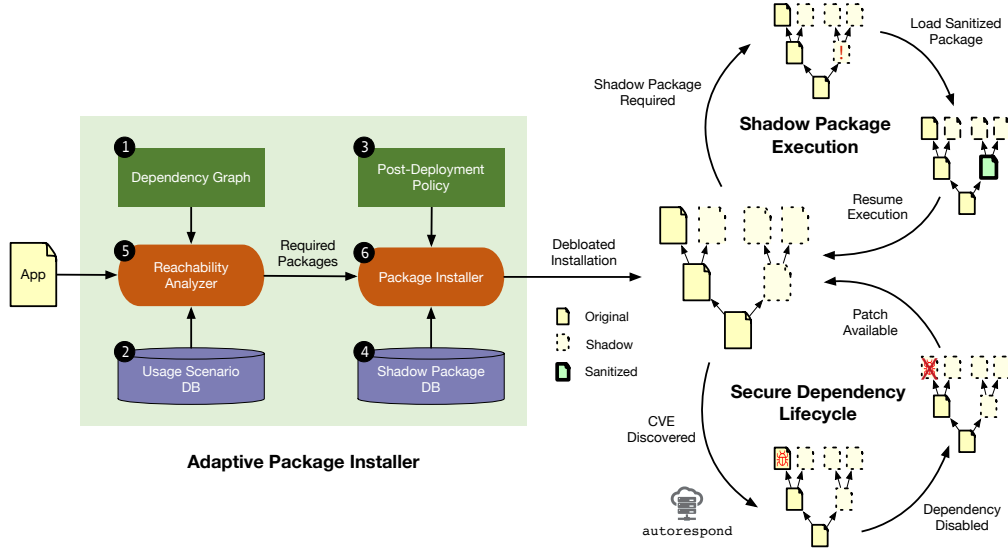 1
Dependency Graph
3
Post-Deployment
Policy
App
5
Reachability
Analyzer
Required
Packages
6
Package Installer
Debloated
Installation
2
Usage Scenario
DB
4
Shadow Package
DB
Adaptive Package Installer
Original
Shadow
Sanitized
!
Shadow Package
Required
Load Sanitized
Package
Shadow Package
Execution
Resume
Execution
Patch
Available
Secure Dependency
Lifecycle
CVE
Discovered
autorespond
Dependency
Disabled